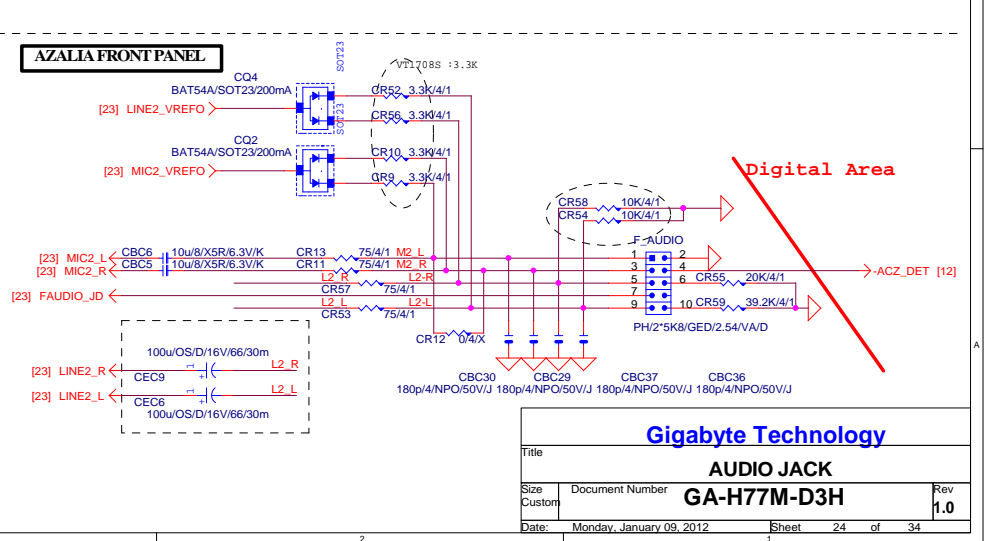 AZALIA FRONT PANEL
SOT23
VT1708S :3.3K
CQ4
BAT54A/SOT23/200mA
CR52 3.3K/4/1
[23] LINE2_VREFO
SOT23
CR56 3.3K/4/1
CQ2
BAT54A/SOT23/200mA
CR10 3.3K/4/1
[23] MIC2_VREFO
CR9 3.3K/4/1
Digital Area
CR58 10K/4/1
CR54 10K/4/1
F_AUDIO
[23] MIC2_L CBC6 10u/8/X5R/6.3V/K CR13 75/4/1 M2_L 1 2
[23] MIC2_R CBC5 10u/8/X5R/6.3V/K CR11 75/4/1 M2_R 3 4 -ACZ_DET [12]
L2_R L2-R 5 6 CR55 20K/4/1
CR57 75/4/1
[23] FAUDIO_JD 7
L2_L L2-L 9 10 CR59 39.2K/4/1
CR53 75/4/1
PH/2*5K8/GED/2.54/VA/D
CR12 0/4/X
100u/OS/D/16V/66/30m
[23] LINE2_R 1 L2_R
CEC9 +
CBC30 CBC29 CBC37 CBC36
180p/4/NPO/50V/J 180p/4/NPO/50V/J 180p/4/NPO/50V/J 180p/4/NPO/50V/J
[23] LINE2_L 1 L2_L
CEC6 +
100u/OS/D/16V/66/30m
A
Gigabyte Technology
Title
AUDIO JACK
Size Document Number Rev
Custom GA-H77M-D3H 1.0
Date: Monday, January 09, 2012 Sheet 24 of 34
2 1